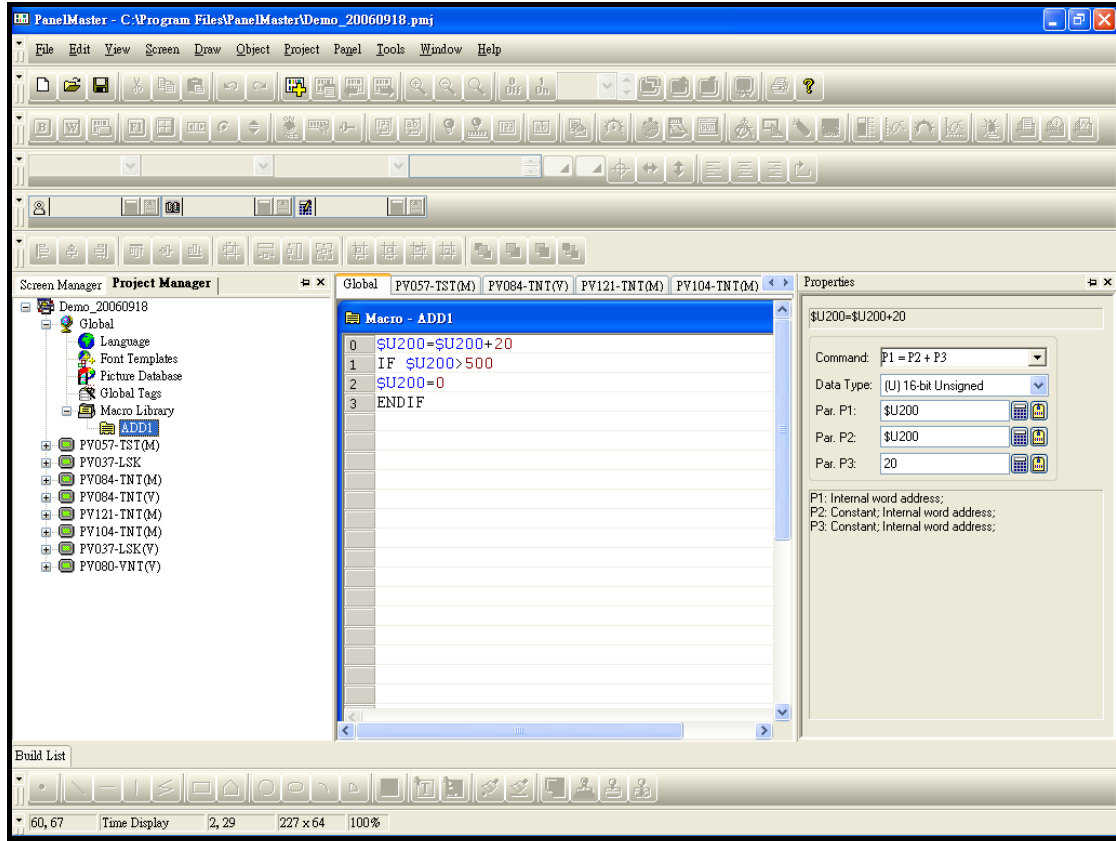 PanelMaster - C:\Program Files\PanelMaster\Demo_20060918.pmj
File Edit View Screen Draw Object Project Panel Tools Window Help
0 Off 1 On
Screen Manager Project Manager
Demo_20060918
Global
Language
Font Templates
Picture Database
Global Tags
Macro Library
ADD1
PV057-TST(M)
PV037-LSK
PV084-TNT(M)
PV084-TNT(V)
PV121-TNT(M)
PV104-TNT(M)
PV037-LSK(V)
PV080-VNT(V)
Global PV057-TST(M) PV084-TNT(V) PV121-TNT(M) PV104-TNT(M)
Macro - ADD1
0 $U200=$U200+20
1 IF $U200>500
2 $U200=0
3 ENDIF
Properties
$U200=$U200+20
Command: P1 = P2 + P3
Data Type: (U) 16-bit Unsigned
Par. P1: $U200
Par. P2: $U200
Par. P3: 20
P1: Internal word address;
P2: Constant; Internal word address;
P3: Constant; Internal word address;
Build List
60, 67 Time Display 2, 29 227 x 64 100%